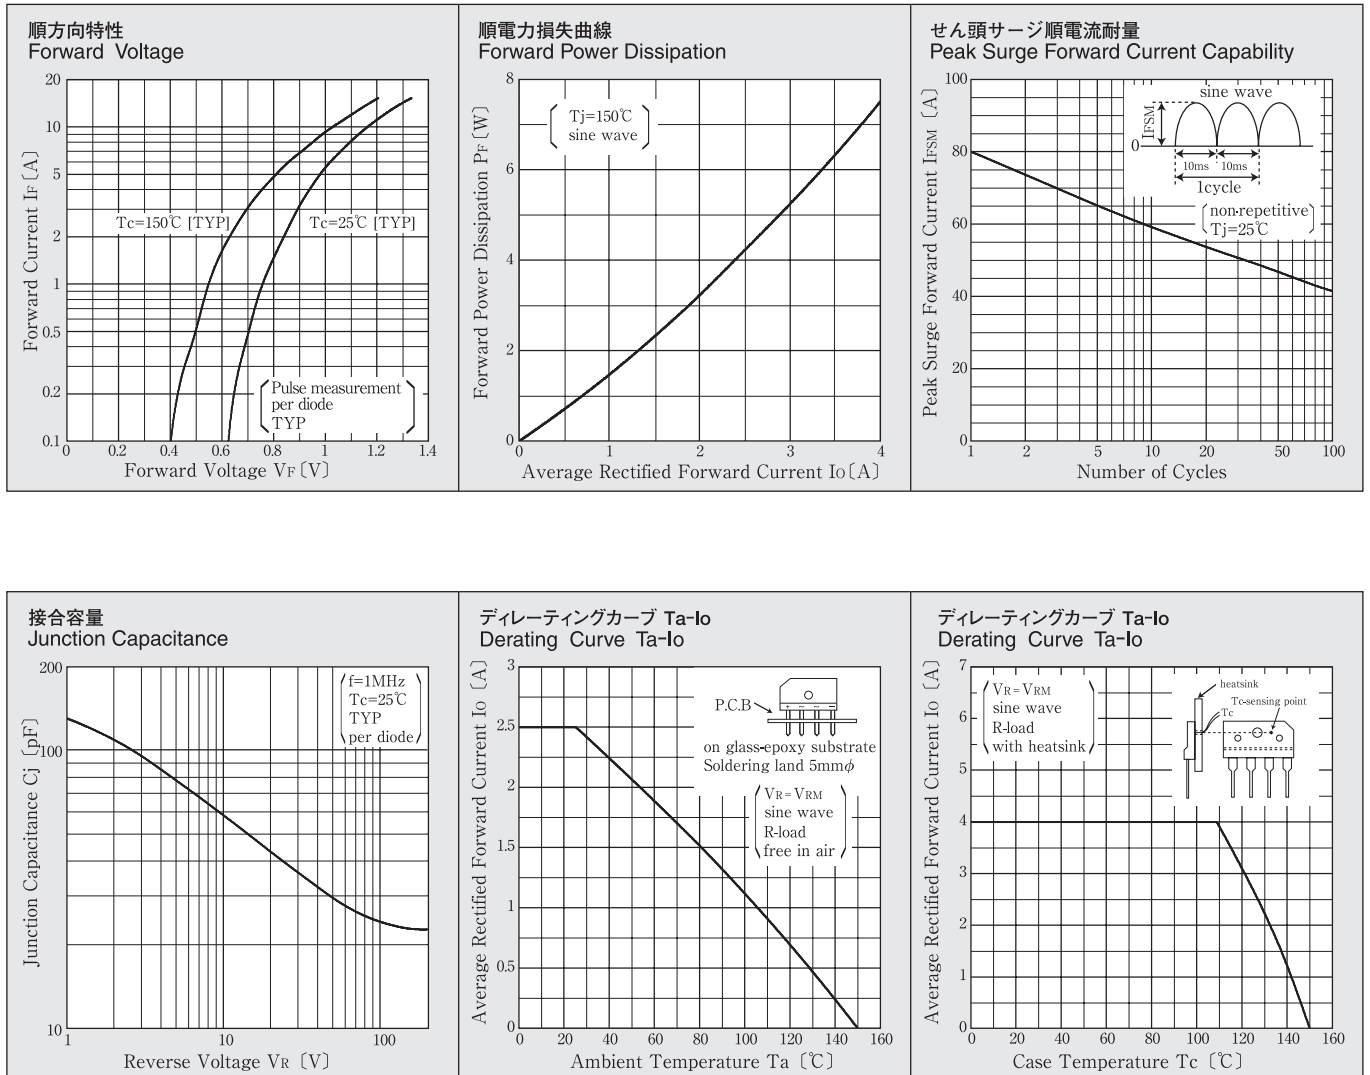 順方向特性
Forward Voltage
20
10
5
2
1
0.5
0.2
0.1
Forward Current IF〔A〕
Tc=150℃ [TYP]
Tc=25℃ [TYP]
Pulse measurement
per diode
TYP
0 0.2 0.4 0.6 0.8 1 1.2 1.4
Forward Voltage VF〔V〕
順電力損失曲線
Forward Power Dissipation
8
6
4
2
0
Forward Power Dissipation PF〔W〕
Tj=150℃
sine wave
0 1 2 3 4
Average Rectified Forward Current Io〔A〕
せん頭サージ順電流耐量
Peak Surge Forward Current Capability
100
80
60
40
20
0
Peak Surge Forward Current IFSM〔A〕
sine wave
IFSM
0
10ms 10ms
1cycle
non-repetitive
Tj=25℃
1 2 5 10 20 50 100
Number of Cycles
接合容量
Junction Capacitance
200
100
10
Junction Capacitance Cj〔pF〕
f=1MHz
Tc=25℃
TYP
per diode
1 10 100
Reverse Voltage VR〔V〕
ディレーティングカーブ Ta-Io
Derating Curve Ta-Io
3
2.5
2
1.5
1
0.5
0
Average Rectified Forward Current Io〔A〕
P.C.B
+ ~ ~ −
on glass-epoxy substrate
Soldering land 5mmφ
VR=VRM
sine wave
R-load
free in air
0 20 40 60 80 100 120 140 160
Ambient Temperature Ta〔℃〕
ディレーティングカーブ Ta-Io
Derating Curve Ta-Io
7
6
5
4
3
2
1
0
Average Rectified Forward Current Io〔A〕
VR=VRM
sine wave
R-load
with heatsink
heatsink
Tc-sensing point
Tc
0 20 40 60 80 100 120 140 160
Case Temperature Tc〔℃〕